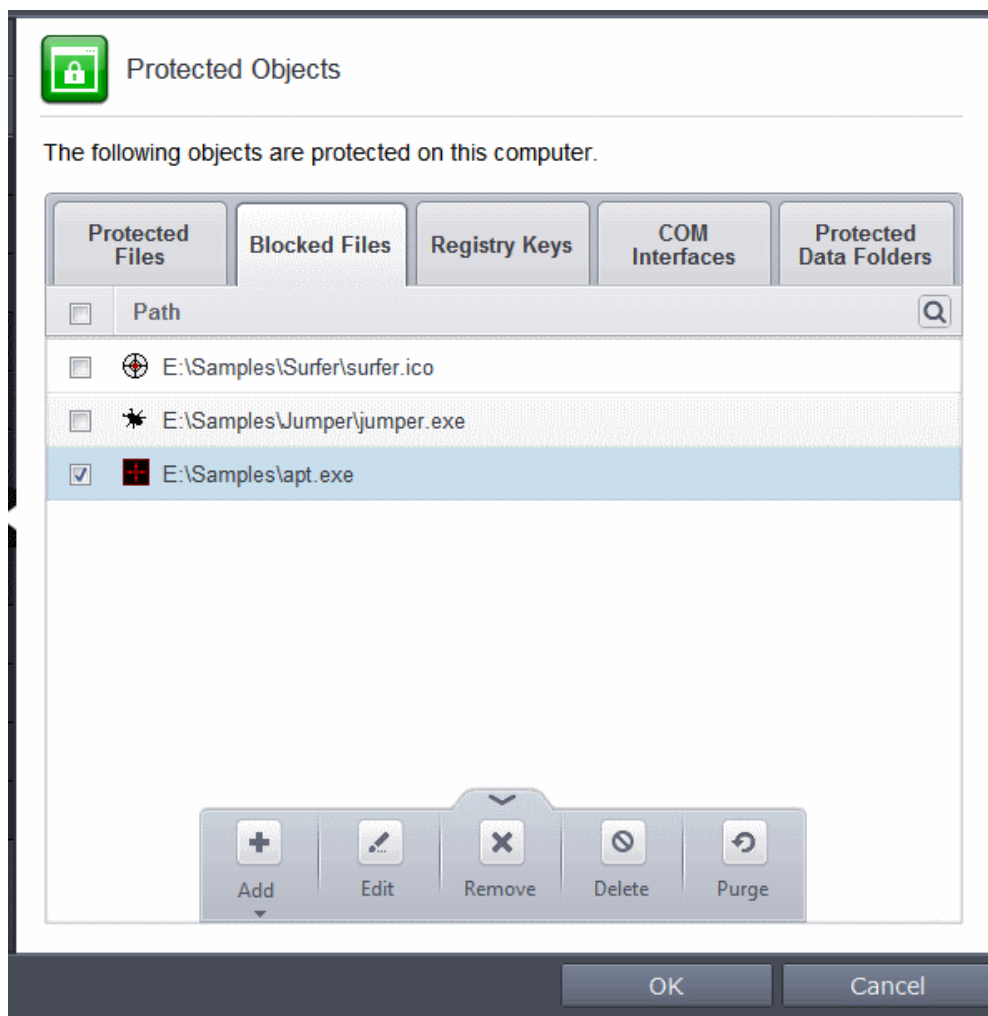 Protected Objects
The following objects are protected on this computer.
Protected Files
Blocked Files
Registry Keys
COM Interfaces
Protected Data Folders
Path
E:\Samples\Surfer\surfer.ico
E:\Samples\Jumper\jumper.exe
E:\Samples\apt.exe
Add
Edit
Remove
Delete
Purge
OK
Cancel